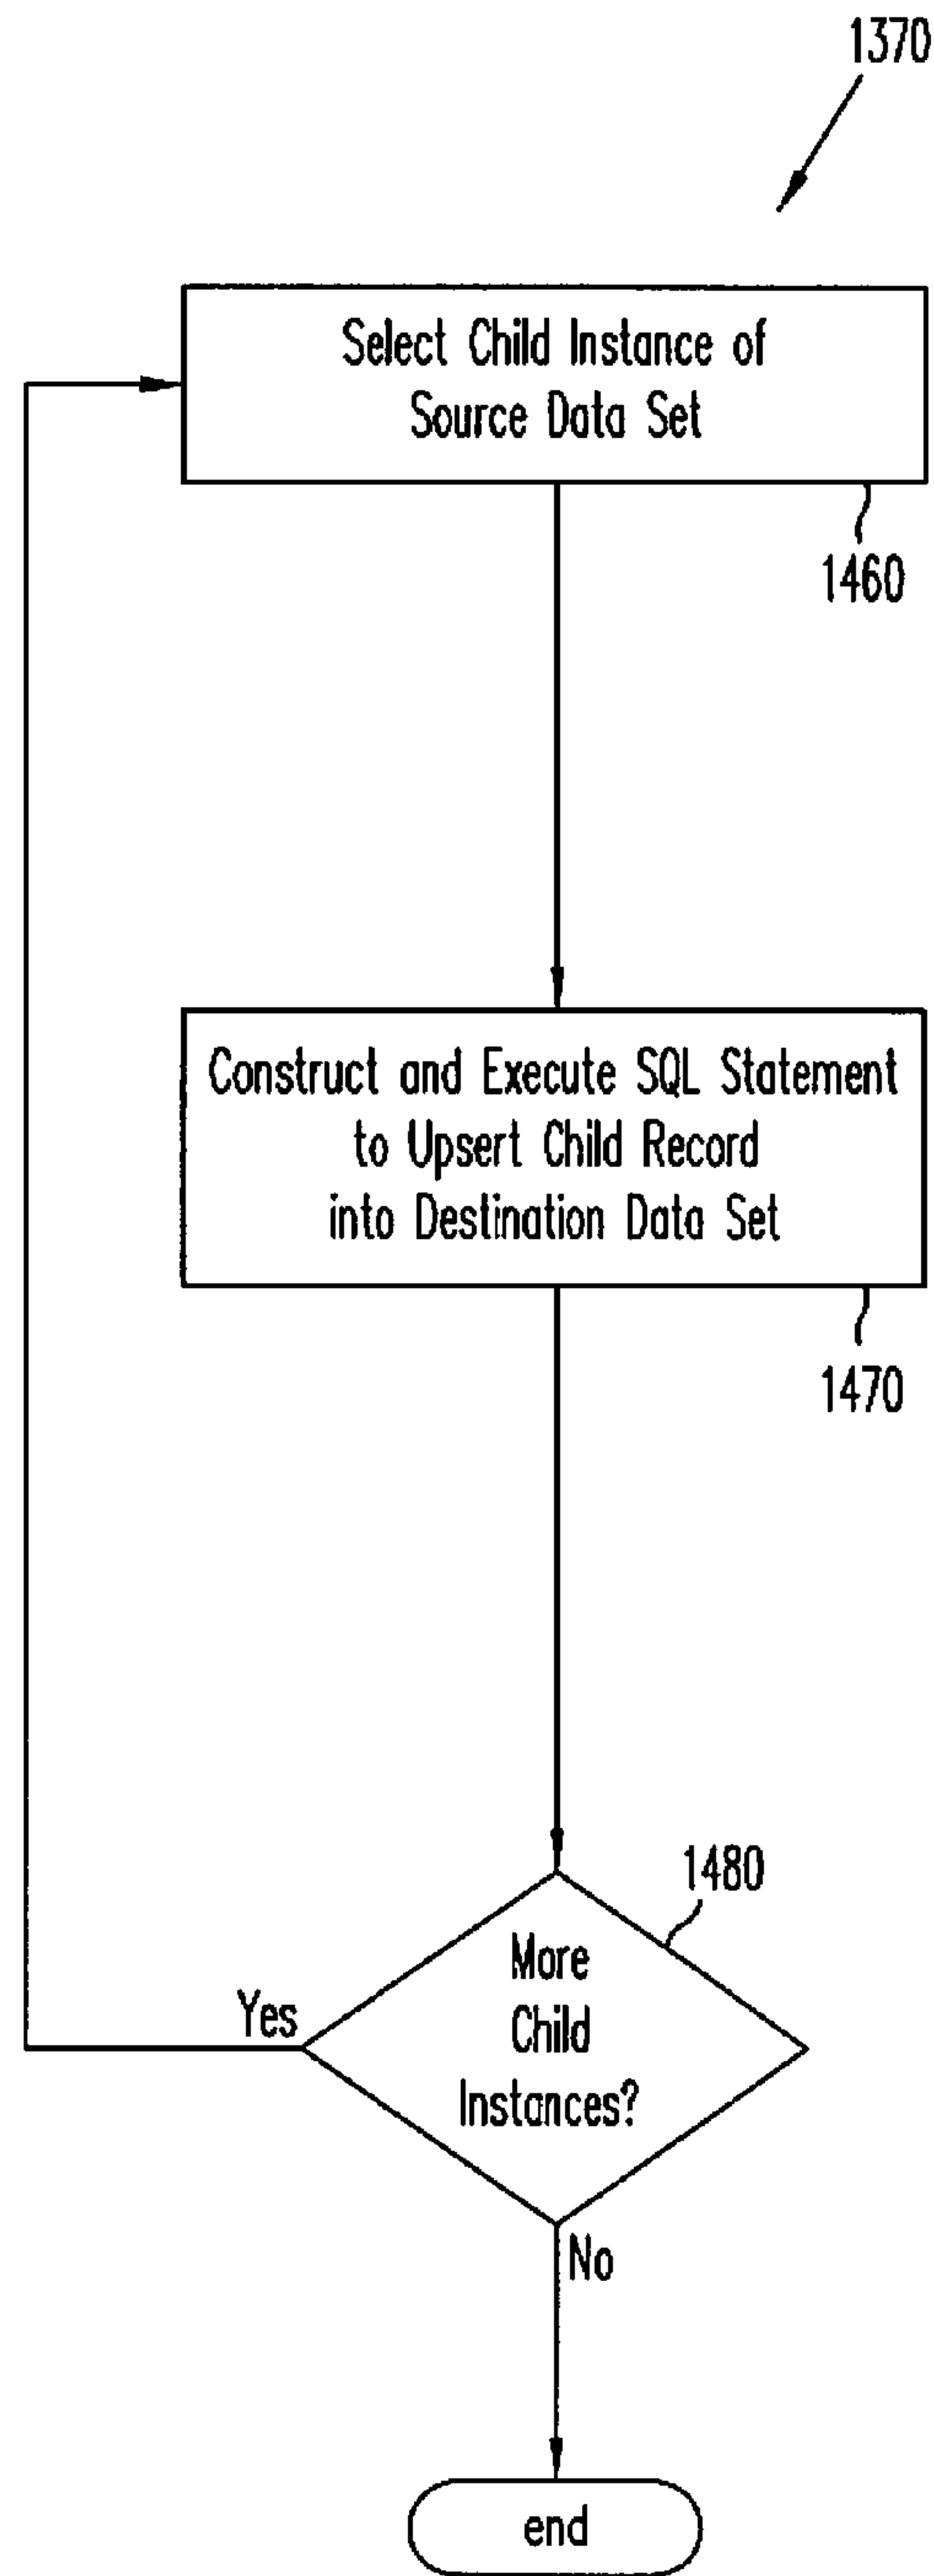 1370
Select Child Instance of
Source Data Set
1460
Construct and Execute SQL Statement
to Upsert Child Record
into Destination Data Set
1470
1480
More
Child
Instances?
Yes
No
end